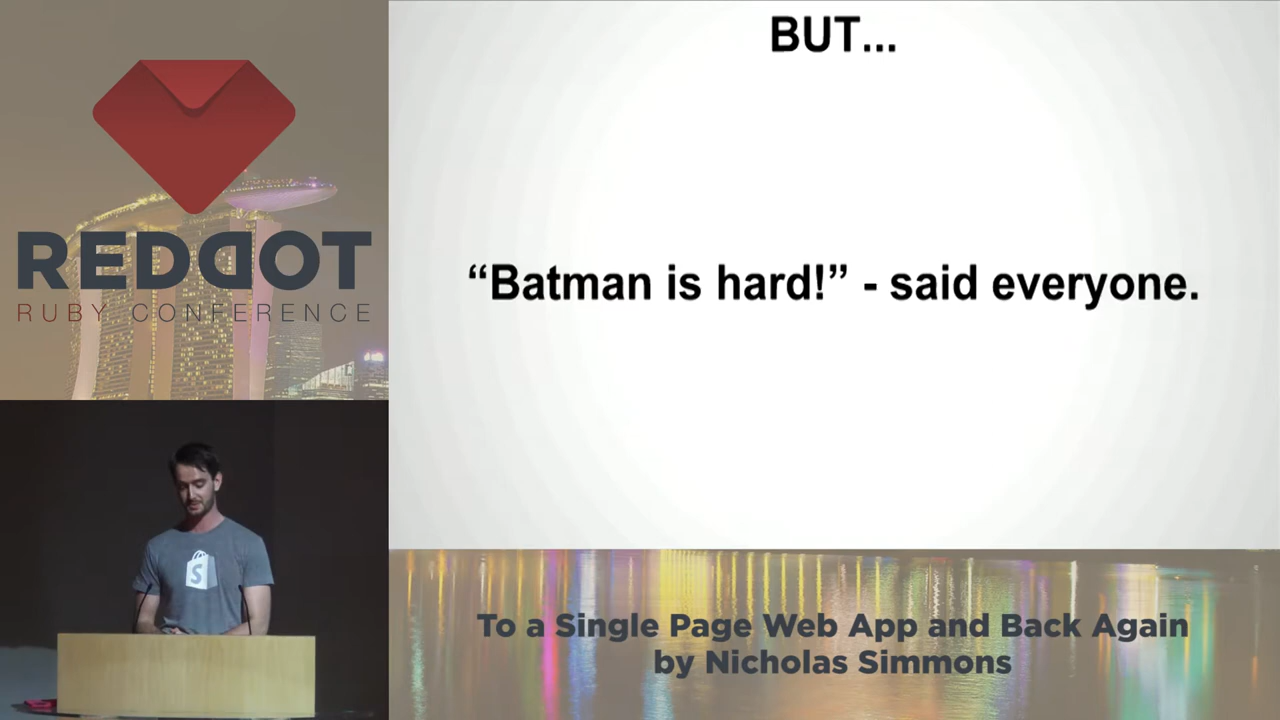 BUT...
“Batman is hard!” - said everyone.
REDDOT
RUBY CONFERENCE
S
To a Single Page Web App and Back Again
by Nicholas Simmons